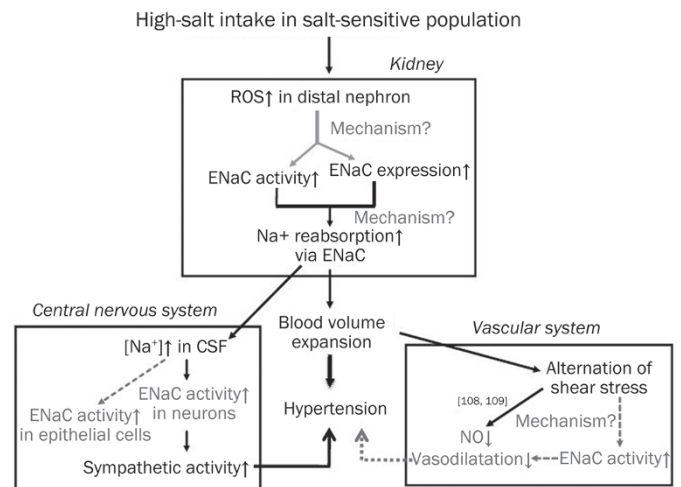 High-salt intake in salt-sensitive population
Kidney
ROS↑ in distal nephron
Mechanism?
ENaC activity↑
ENaC expression↑
Mechanism?
Na+ reabsorption↑
via ENaC
Central nervous system
[Na⁺]↑ in CSF
ENaC activity↑
in neurons
ENaC activity↑
in epithelial cells
Sympathetic activity↑
Blood volume
expansion
Hypertension
Vascular system
Alternation of
shear stress
[108, 109]
Mechanism?
NO↓
Vasodilatation↓
ENaC activity↑